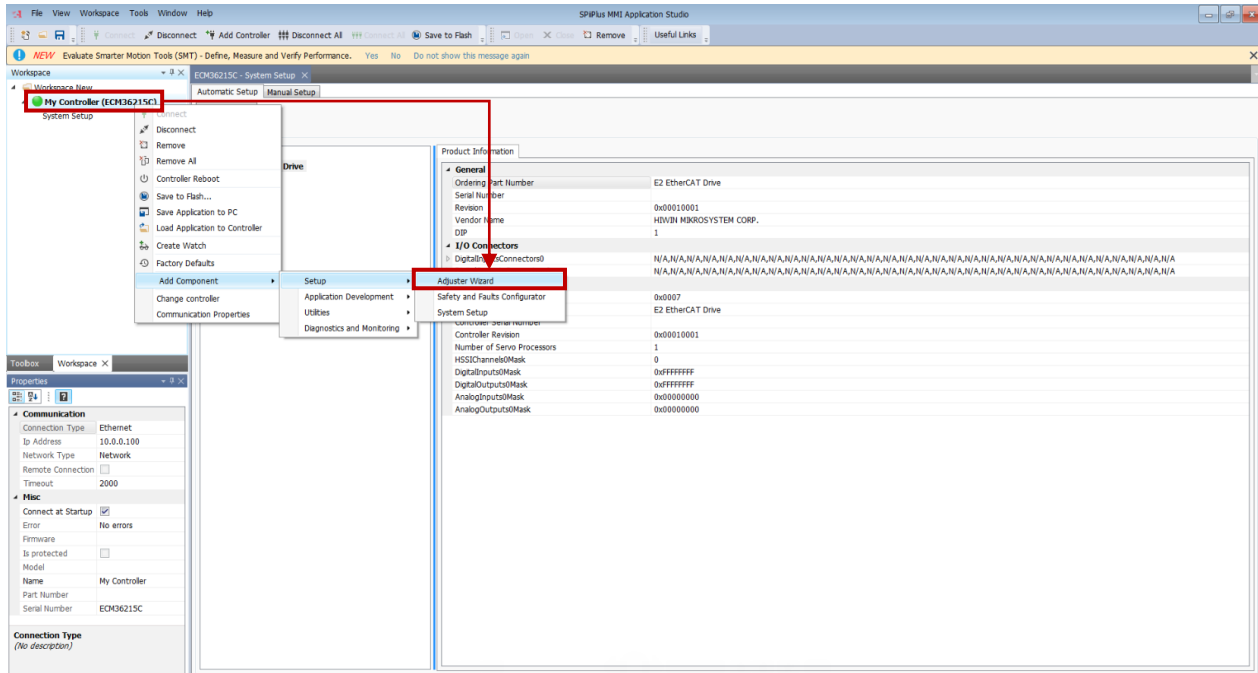 File View Workspace Tools Window Help
SPiiPlus MMI Application Studio
Connect Disconnect Add Controller Disconnect All Connect All Save to Flash Open Close Remove Useful Links
NEW Evaluate Smarter Motion Tools (SMT) - Define, Measure and Verify Performance. Yes No Do not show this message again
Workspace
ECM36215C - System Setup
Workspace New
Automatic Setup Manual Setup
My Controller (ECM36215C)
System Setup
Connect
Disconnect
Remove
Remove All
Controller Reboot
Save to Flash...
Save Application to PC
Load Application to Controller
Create Watch
Factory Defaults
Add Component
Change controller
Communication Properties
Setup
Application Development
Utilities
Diagnostics and Monitoring
Adjuster Wizard
Safety and Faults Configurator
System Setup
Drive
Product Information
General
Ordering Part Number E2 EtherCAT Drive
Serial Number
Revision 0x00010001
Vendor Name HIWIN MIKROSYSTEM CORP.
DIP 1
I/O Connectors
DigitalInputsConnectors0 N/A,N/A,N/A,N/A,N/A,N/A,N/A,N/A,N/A,N/A,N/A,N/A,N/A,N/A,N/A,N/A,N/A,N/A,N/A,N/A,N/A,N/A,N/A,N/A,N/A,N/A,N/A,N/A,N/A,N/A,N/A,N/A
N/A,N/A,N/A,N/A,N/A,N/A,N/A,N/A,N/A,N/A,N/A,N/A,N/A,N/A,N/A,N/A,N/A,N/A,N/A,N/A,N/A,N/A,N/A,N/A,N/A,N/A,N/A,N/A,N/A,N/A,N/A,N/A
0x0007
E2 EtherCAT Drive
Controller Serial Number
Controller Revision 0x00010001
Number of Servo Processors 1
HSSIChannels0Mask 0
DigitalInputs0Mask 0xFFFFFFFF
DigitalOutputs0Mask 0xFFFFFFFF
AnalogInputs0Mask 0x00000000
AnalogOutputs0Mask 0x00000000
Toolbox Workspace
Properties
Communication
Connection Type Ethernet
Ip Address 10.0.0.100
Network Type Network
Remote Connection
Timeout 2000
Misc
Connect at Startup
Error No errors
Firmware
Is protected
Model
Name My Controller
Part Number
Serial Number ECM36215C
Connection Type
(No description)